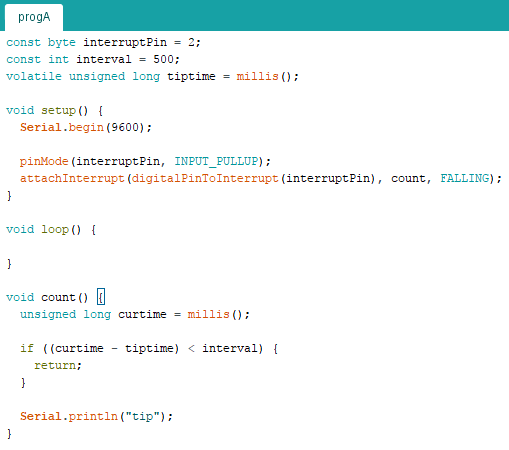 progA
const byte interruptPin = 2;
const int interval = 500;
volatile unsigned long tiptime = millis();
void setup() {
  Serial.begin(9600);
  pinMode(interruptPin, INPUT_PULLUP);
  attachInterrupt(digitalPinToInterrupt(interruptPin), count, FALLING);
}
void loop() {
}
void count() {
  unsigned long curtime = millis();
  if ((curtime - tiptime) < interval) {
    return;
  }
  Serial.println("tip");
}